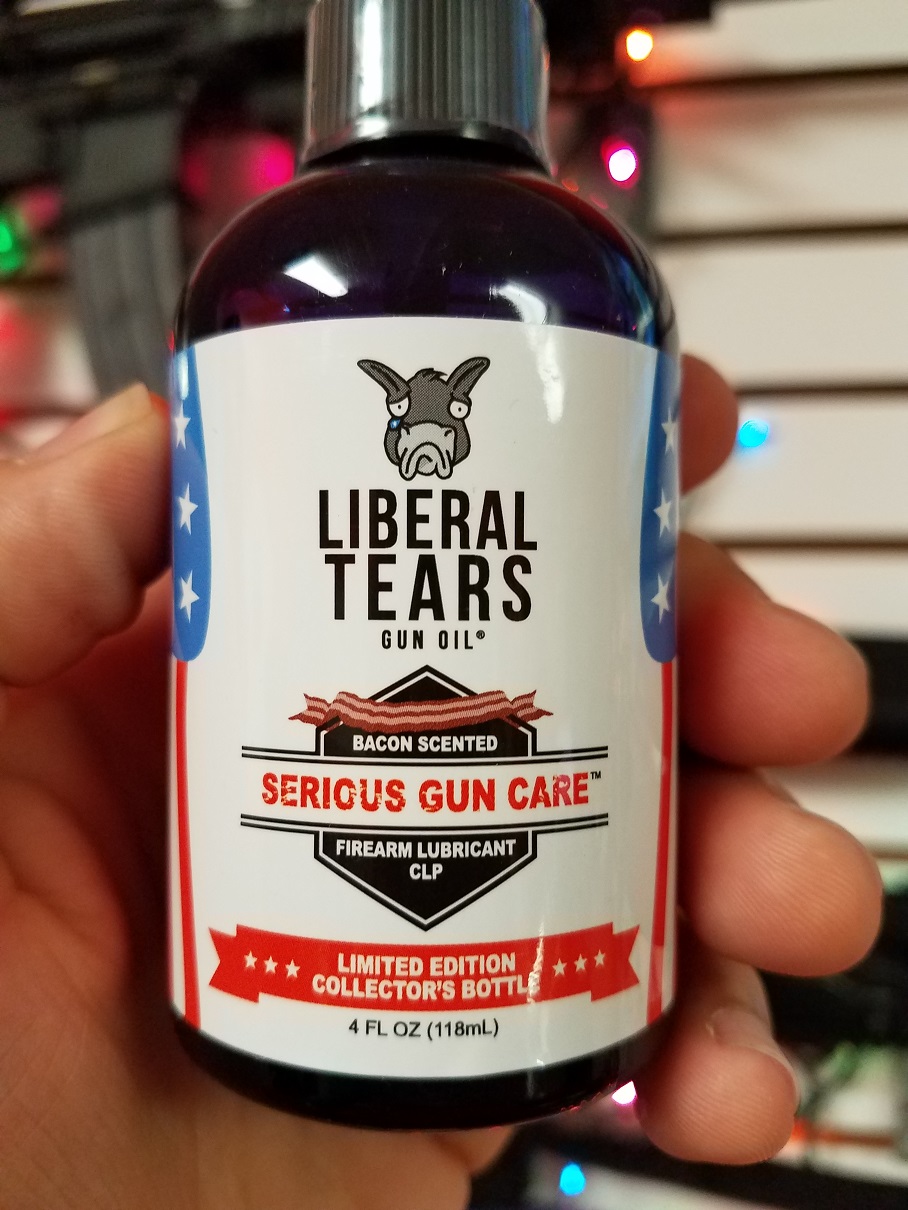 LIBERAL
TEARS
GUN OIL®
BACON SCENTED
SERIOUS GUN CARE™
FIREARM LUBRICANT
CLP
LIMITED EDITION
COLLECTOR'S BOTTLE
4 FL OZ (118mL)